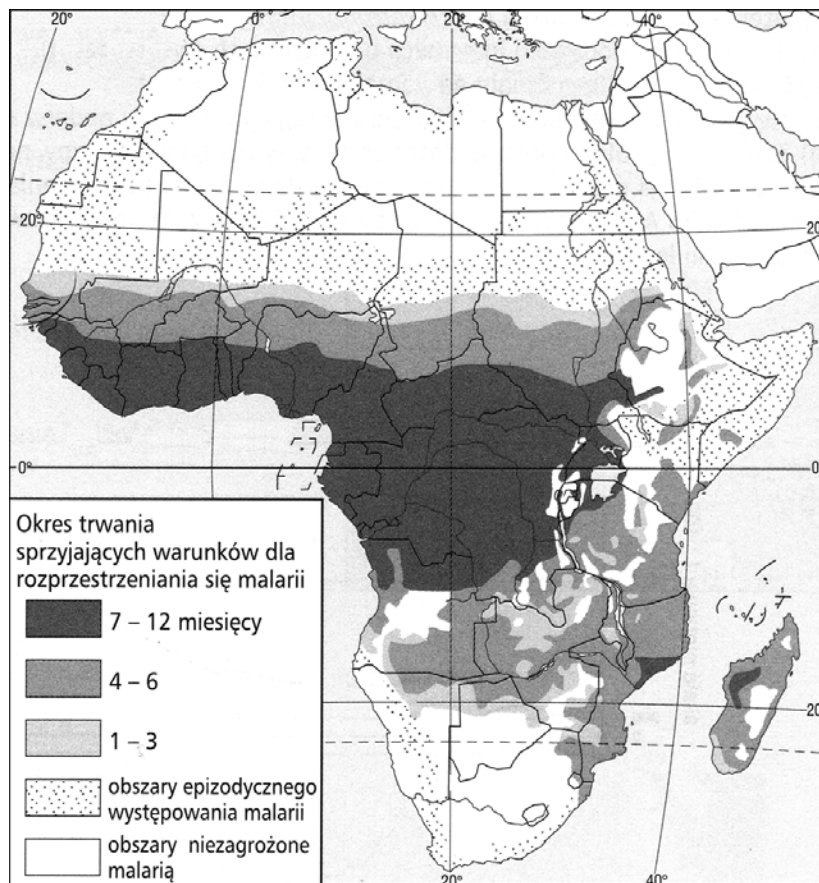 20°
0°
20°
40°
20°
20°
0°
0
20°
20
Okres trwania
sprzyjających warunków dla
rozprzestrzeniania się malarii
7 – 12 miesięcy
4 – 6
1 – 3
obszary epizodycznego
występowania malarii
obszary niezagrożone
malarią
20°
40°